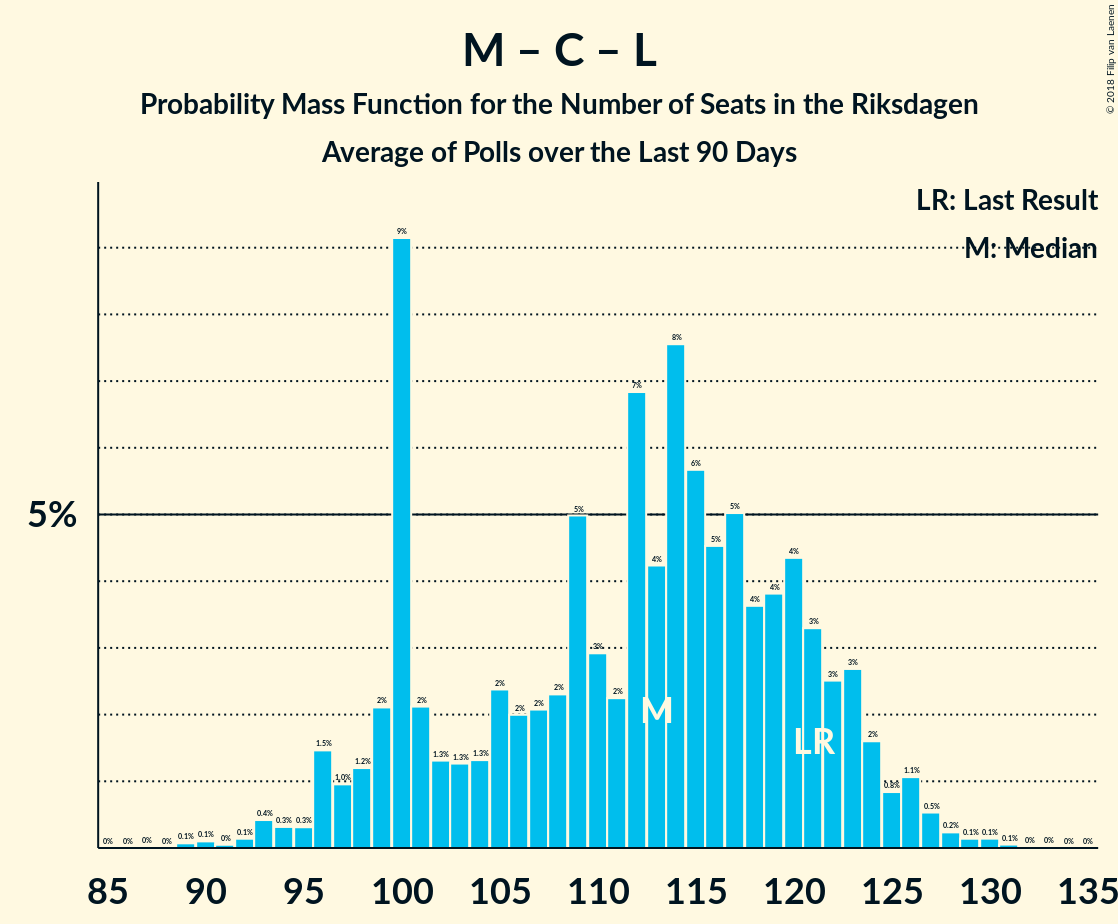 M – C – L
Probability Mass Function for the Number of Seats in the Riksdagen
Average of Polls over the Last 90 Days
© 2018 Filip van Laenen
LR: Last Result
M: Median
5%
0% 0% 0% 0% 0.1% 0.1% 0% 0.1% 0.4% 0.3% 0.3% 1.5% 1.0% 1.2% 2% 9% 2% 1.3% 1.3% 1.3% 2% 2% 2% 2% 5% 3% 2% 7% 4% 8% 6% 5% 5% 4% 4% 4% 3% 3% 3% 2% 0.8% 1.1% 0.5% 0.2% 0.1% 0.1% 0.1% 0% 0% 0% 0%
M
LR
85 90 95 100 105 110 115 120 125 130 135